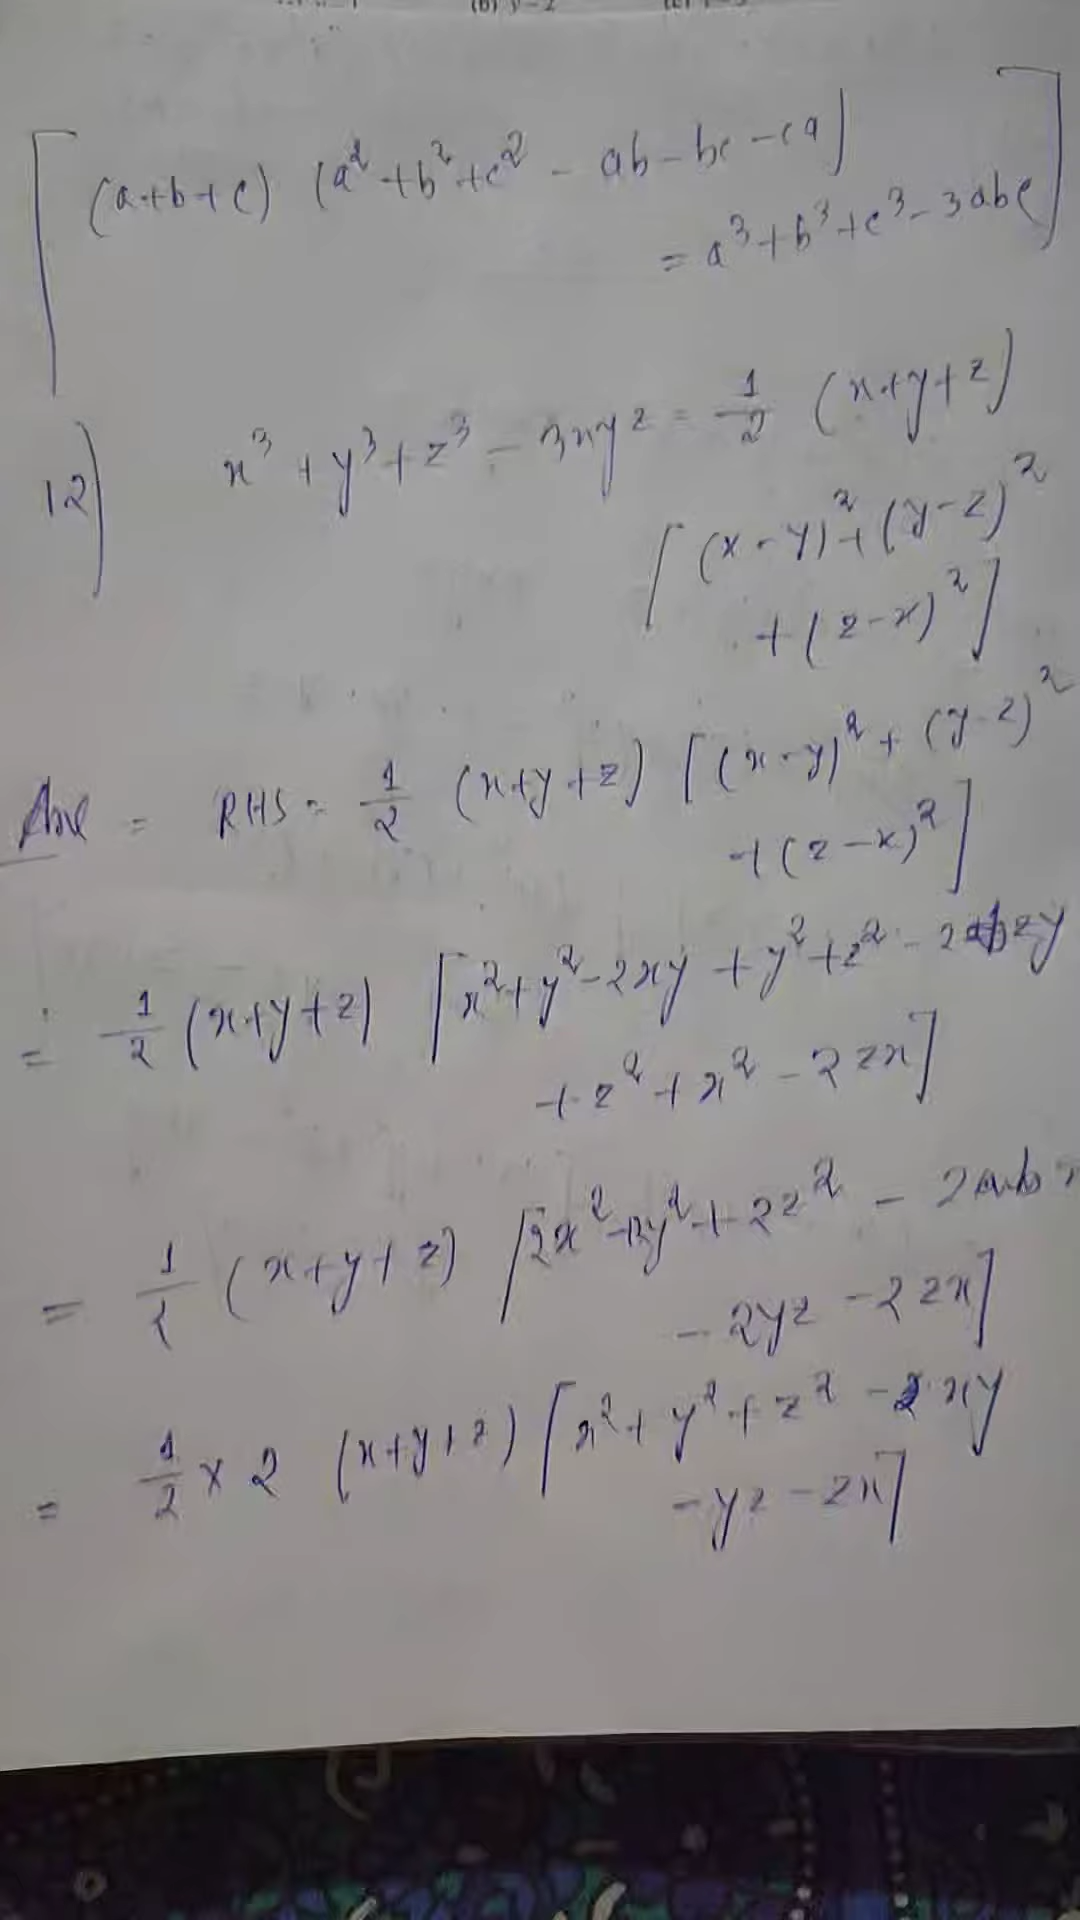 [(a+b+c) (a²+b²+c² - ab - bc - ca)
= a³+b³+c³ - 3abc]
12) x³ + y³ + z³ - 3xyz = 1/2 (x+y+z)
[(x-y)² + (y-z)²
+ (z-x)²]
Ans = RHS = 1/2 (x+y+z) [(x-y)² + (y-z)²
+ (z-x)²]
= 1/2 (x+y+z) [x²+y²-2xy + y²+z² - 2zy
+ z² + x² - 2zx]
= 1/2 (x+y+z) [2x²+2y²+2z² - 2ab
- 2yz - 2zx]
= 1/2 × 2 (x+y+z) [x² + y² + z² - xy
- yz - zx]